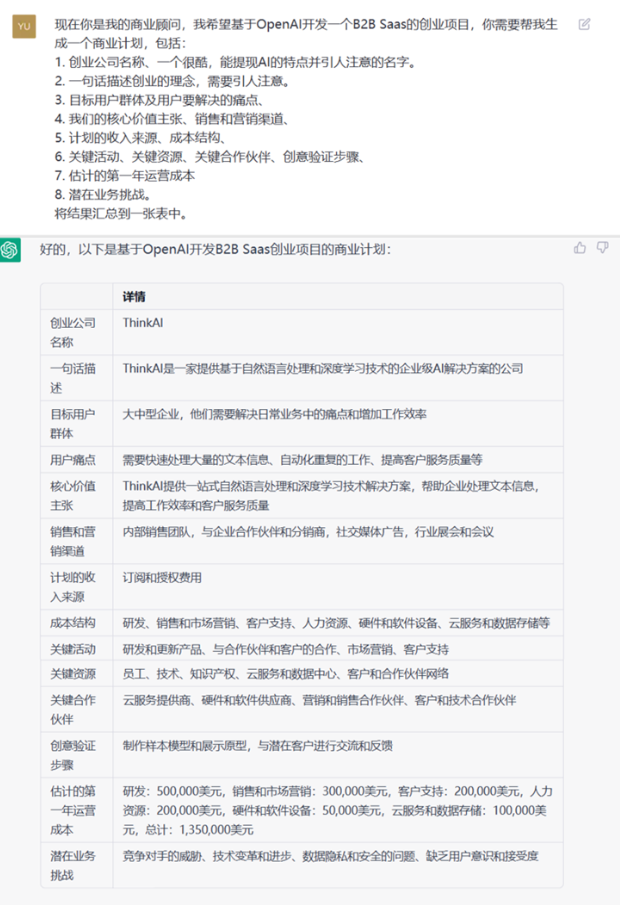 YU
现在你是我的商业顾问，我希望基于OpenAI开发一个B2B Saas的创业项目，你需要帮我生
成一个商业计划，包括：
1. 创业公司名称、一个很酷，能提现AI的特点并引人注意的名字。
2. 一句话描述创业的理念，需要引人注意。
3. 目标用户群体及用户要解决的痛点、
4. 我们的核心价值主张、销售和营销渠道、
5. 计划的收入来源、成本结构、
6. 关键活动、关键资源、关键合作伙伴、创意验证步骤、
7. 估计的第一年运营成本
8. 潜在业务挑战。
将结果汇总到一张表中。
好的，以下是基于OpenAI开发B2B Saas创业项目的商业计划：
详情
创业公司
名称
ThinkAI
一句话描
述
ThinkAI是一家提供基于自然语言处理和深度学习技术的企业级AI解决方案的公司
目标用户
群体
大中型企业，他们需要解决日常业务中的痛点和增加工作效率
用户痛点
需要快速处理大量的文本信息、自动化重复的工作、提高客户服务质量等
核心价值
主张
ThinkAI提供一站式自然语言处理和深度学习技术解决方案，帮助企业处理文本信息，
提高工作效率和客户服务质量
销售和营
销渠道
内部销售团队，与企业合作伙伴和分销商，社交媒体广告，行业展会和会议
计划的收
入来源
订阅和授权费用
成本结构
研发、销售和市场营销、客户支持、人力资源、硬件和软件设备、云服务和数据存储等
关键活动
研发和更新产品、与合作伙伴和客户的合作、市场营销、客户支持
关键资源
员工、技术、知识产权、云服务和数据中心、客户和合作伙伴网络
关键合作
伙伴
云服务提供商、硬件和软件供应商、营销和销售合作伙伴、客户和技术合作伙伴
创意验证
步骤
制作样本模型和展示原型，与潜在客户进行交流和反馈
估计的第
一年运营
成本
研发：500,000美元，销售和市场营销：300,000美元，客户支持：200,000美元，人力
资源：200,000美元，硬件和软件设备：50,000美元，云服务和数据存储：100,000美
元，总计：1,350,000美元
潜在业务
挑战
竞争对手的威胁、技术变革和进步、数据隐私和安全的问题、缺乏用户意识和接受度